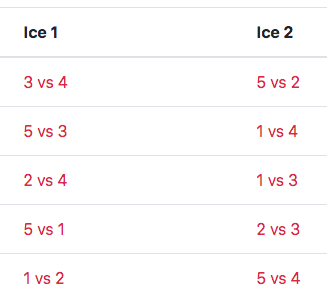 Ice 1 Ice 2
3 vs 4 5 vs 2
5 vs 3 1 vs 4
2 vs 4 1 vs 3
5 vs 1 2 vs 3
1 vs 2 5 vs 4